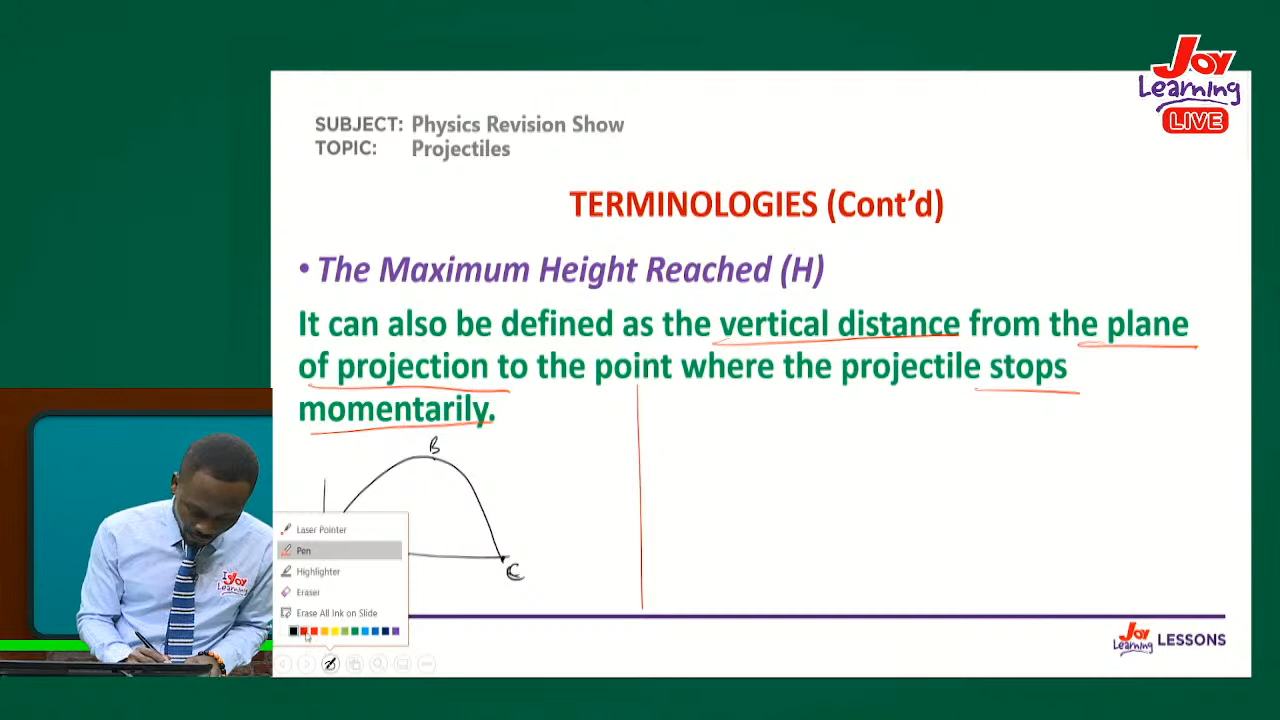 Joy
Learning
LIVE
SUBJECT: Physics Revision Show
TOPIC: Projectiles
TERMINOLOGIES (Cont’d)
• The Maximum Height Reached (H)
It can also be defined as the vertical distance from the plane
of projection to the point where the projectile stops
momentarily.
B
C
Laser Pointer
Pen
Highlighter
Eraser
Erase All Ink on Slide
Joy
Learning
Joy
Learning LESSONS